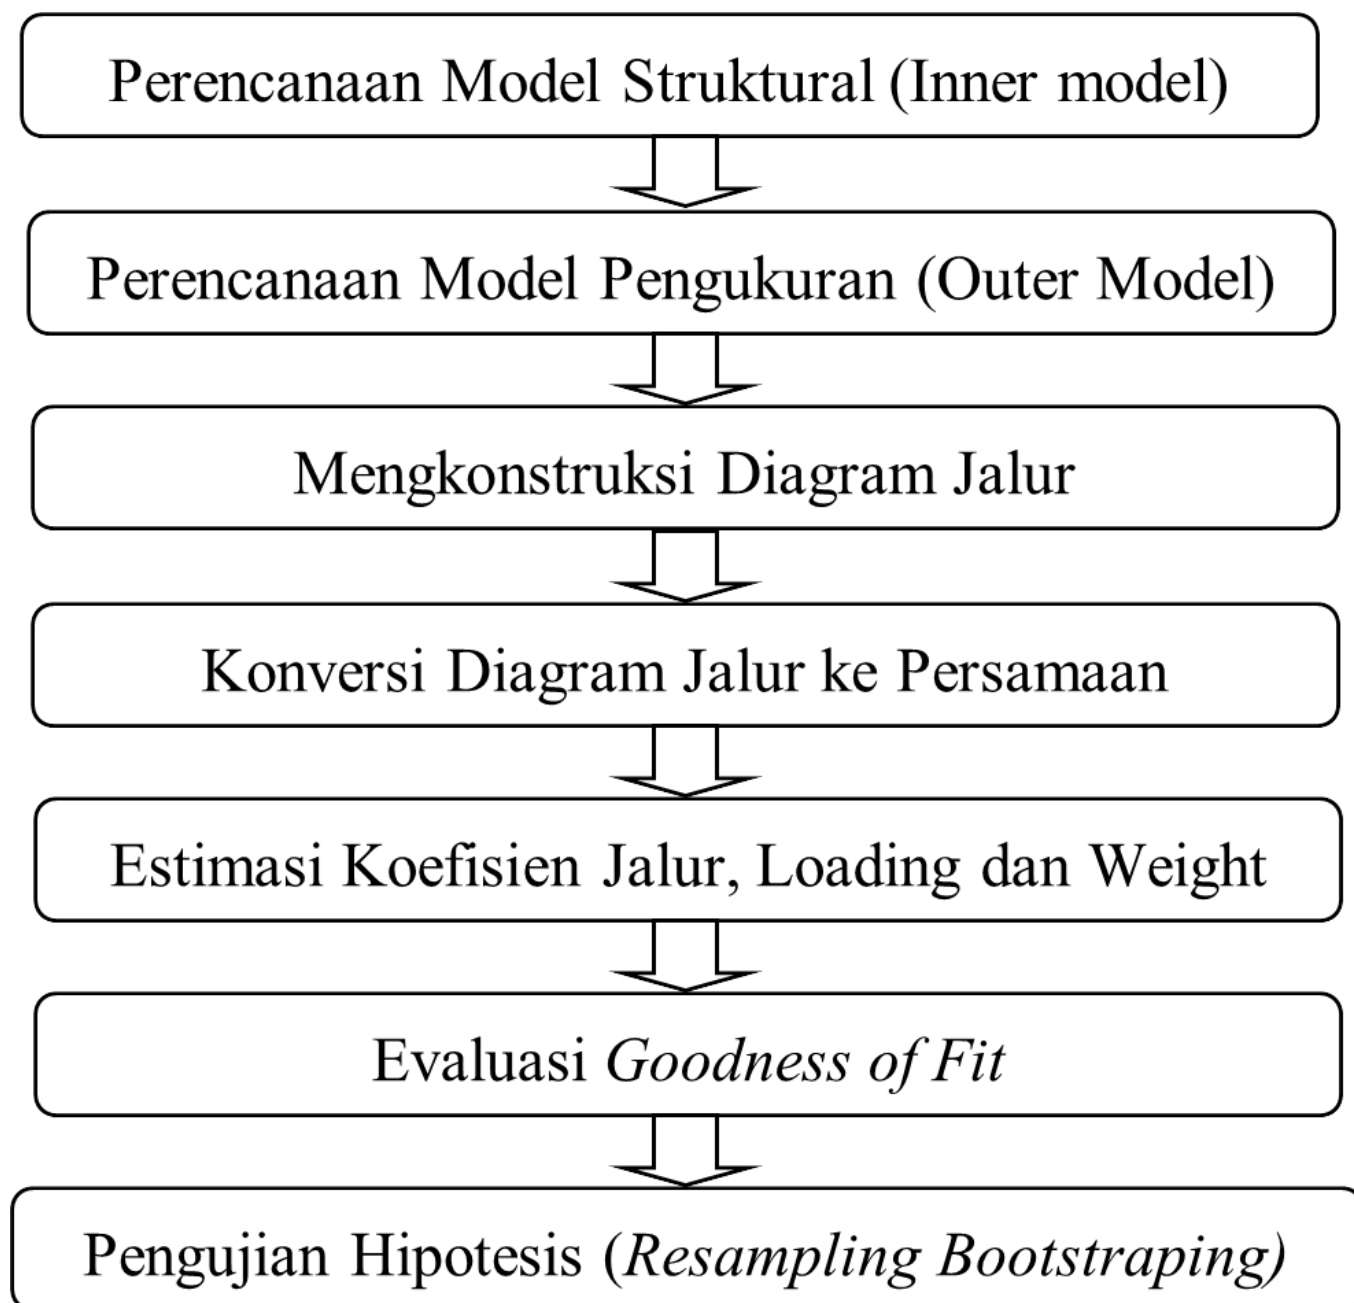 Perencanaan Model Struktural (Inner model)
Perencanaan Model Pengukuran (Outer Model)
Mengkonstruksi Diagram Jalur
Konversi Diagram Jalur ke Persamaan
Estimasi Koefisien Jalur, Loading dan Weight
Evaluasi Goodness of Fit
Pengujian Hipotesis (Resampling Bootstraping)